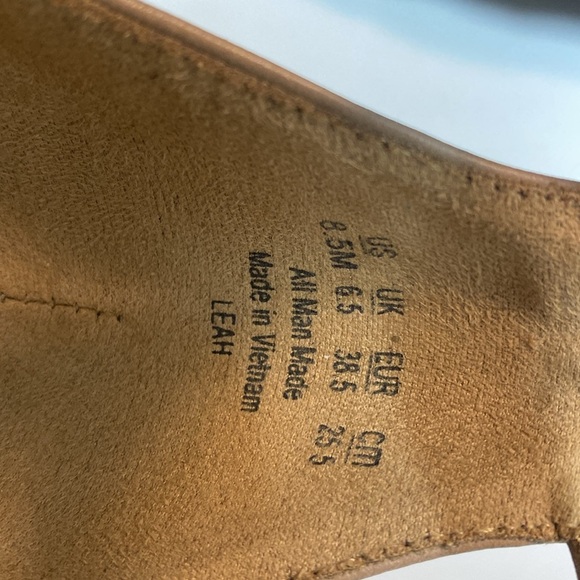 US UK EUR CM
8.5M 6.5 38.5 25.5
All Man Made
Made in Vietnam
LEAH